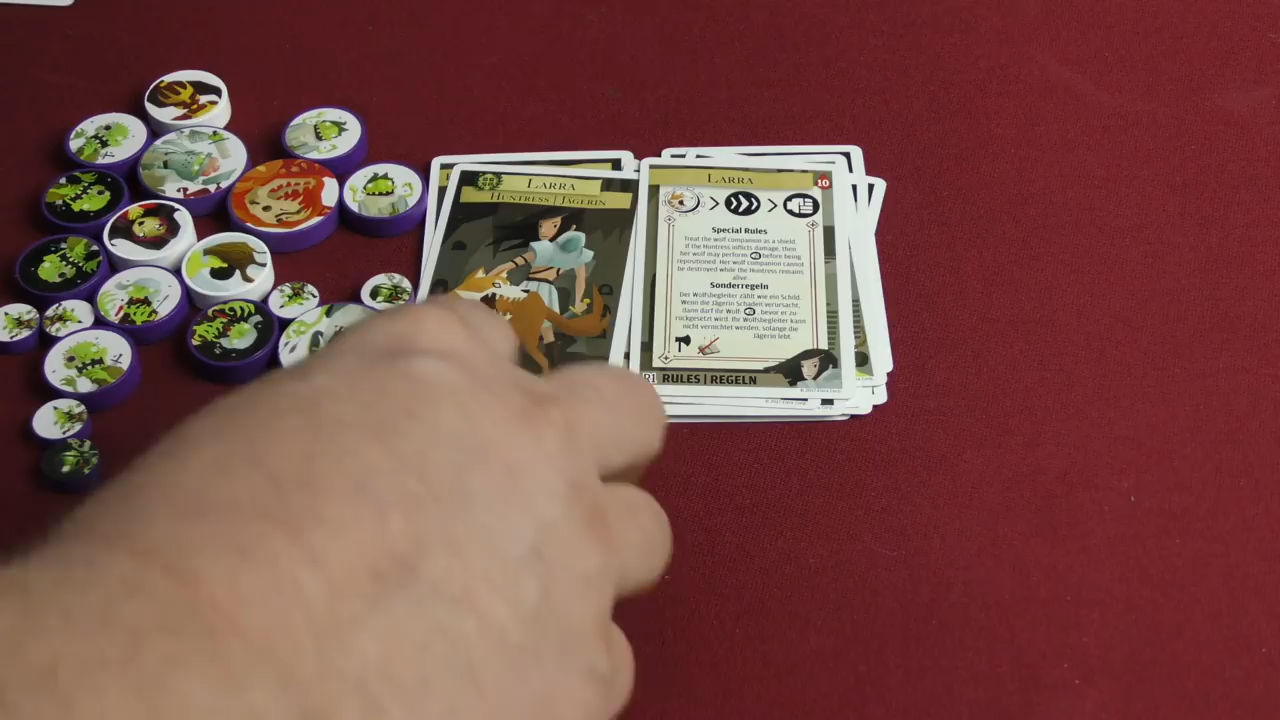 LARRA
HUNTRESS | JÄGERIN
LARRA
10
Special Rules
Treat the wolf companion as a shield.
If the Huntress inflicts damage, then
her wolf may perform before being
repositioned. Her wolf companion cannot
be destroyed while the Huntress remains
alive.
Sonderregeln
Der Wolfsbegleiter zählt wie ein Schild.
Wenn die Jägerin Schaden verursacht,
dann darf ihr Wolf: , bevor er zu-
rückgesetzt wird. Ihr Wolfsbegleiter kann
nicht vernichtet werden, solange die
Jägerin lebt.
R1 RULES | REGELN